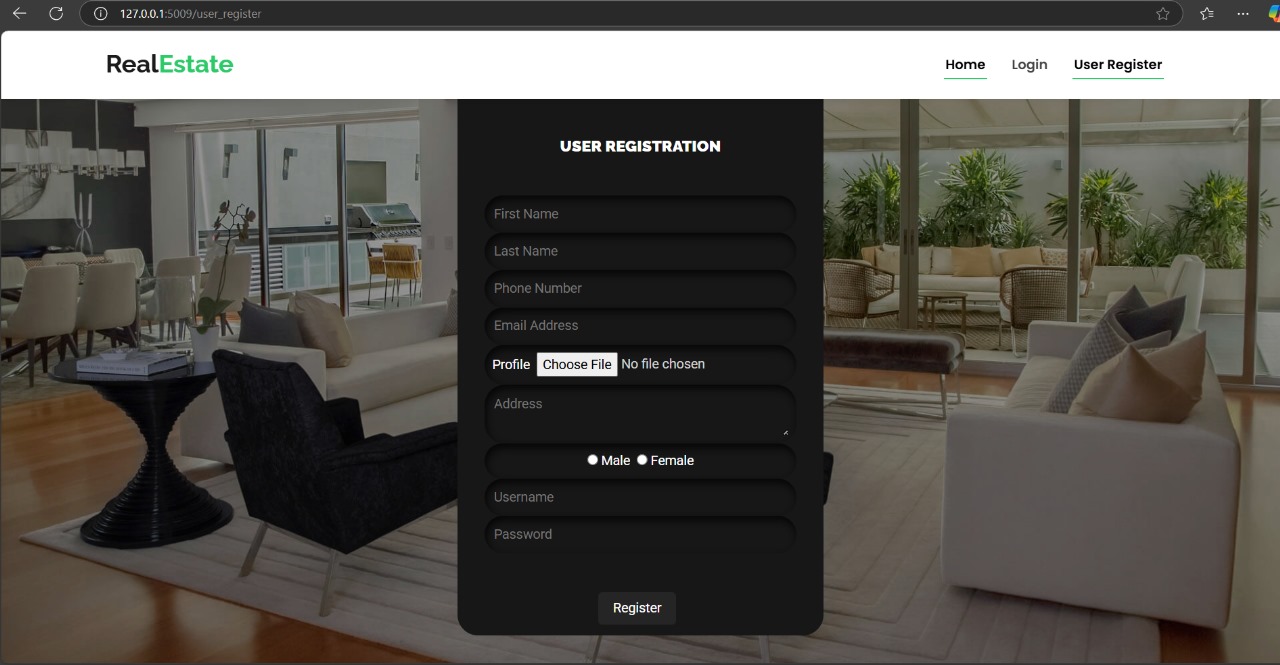 127.0.0.1:5009/user_register
RealEstate
Home Login User Register
USER REGISTRATION
First Name
Last Name
Phone Number
Email Address
Profile Choose File No file chosen
Address
Male Female
Username
Password
Register